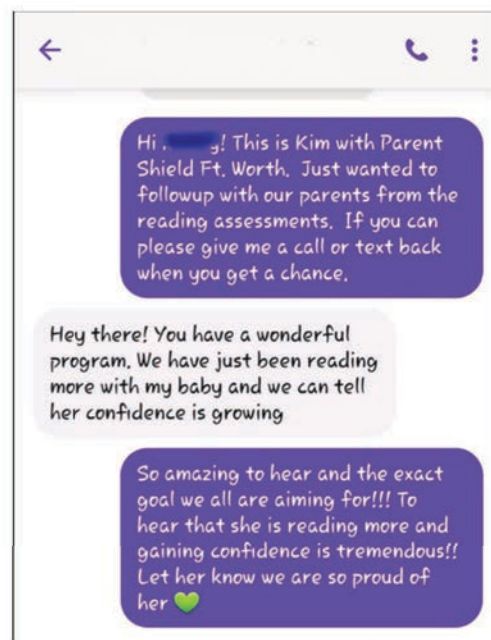 Hi! This is Kim with Parent
Shield Ft. Worth. Just wanted to
followup with our parents from the
reading assessments. If you can
please give me a call or text back
when you get a chance.
Hey there! You have a wonderful
program. We have just been reading
more with my baby and we can tell
her confidence is growing
So amazing to hear and the exact
goal we all are aiming for!!! To
hear that she is reading more and
gaining confidence is tremendous!!
Let her know we are so proud of
her 💚